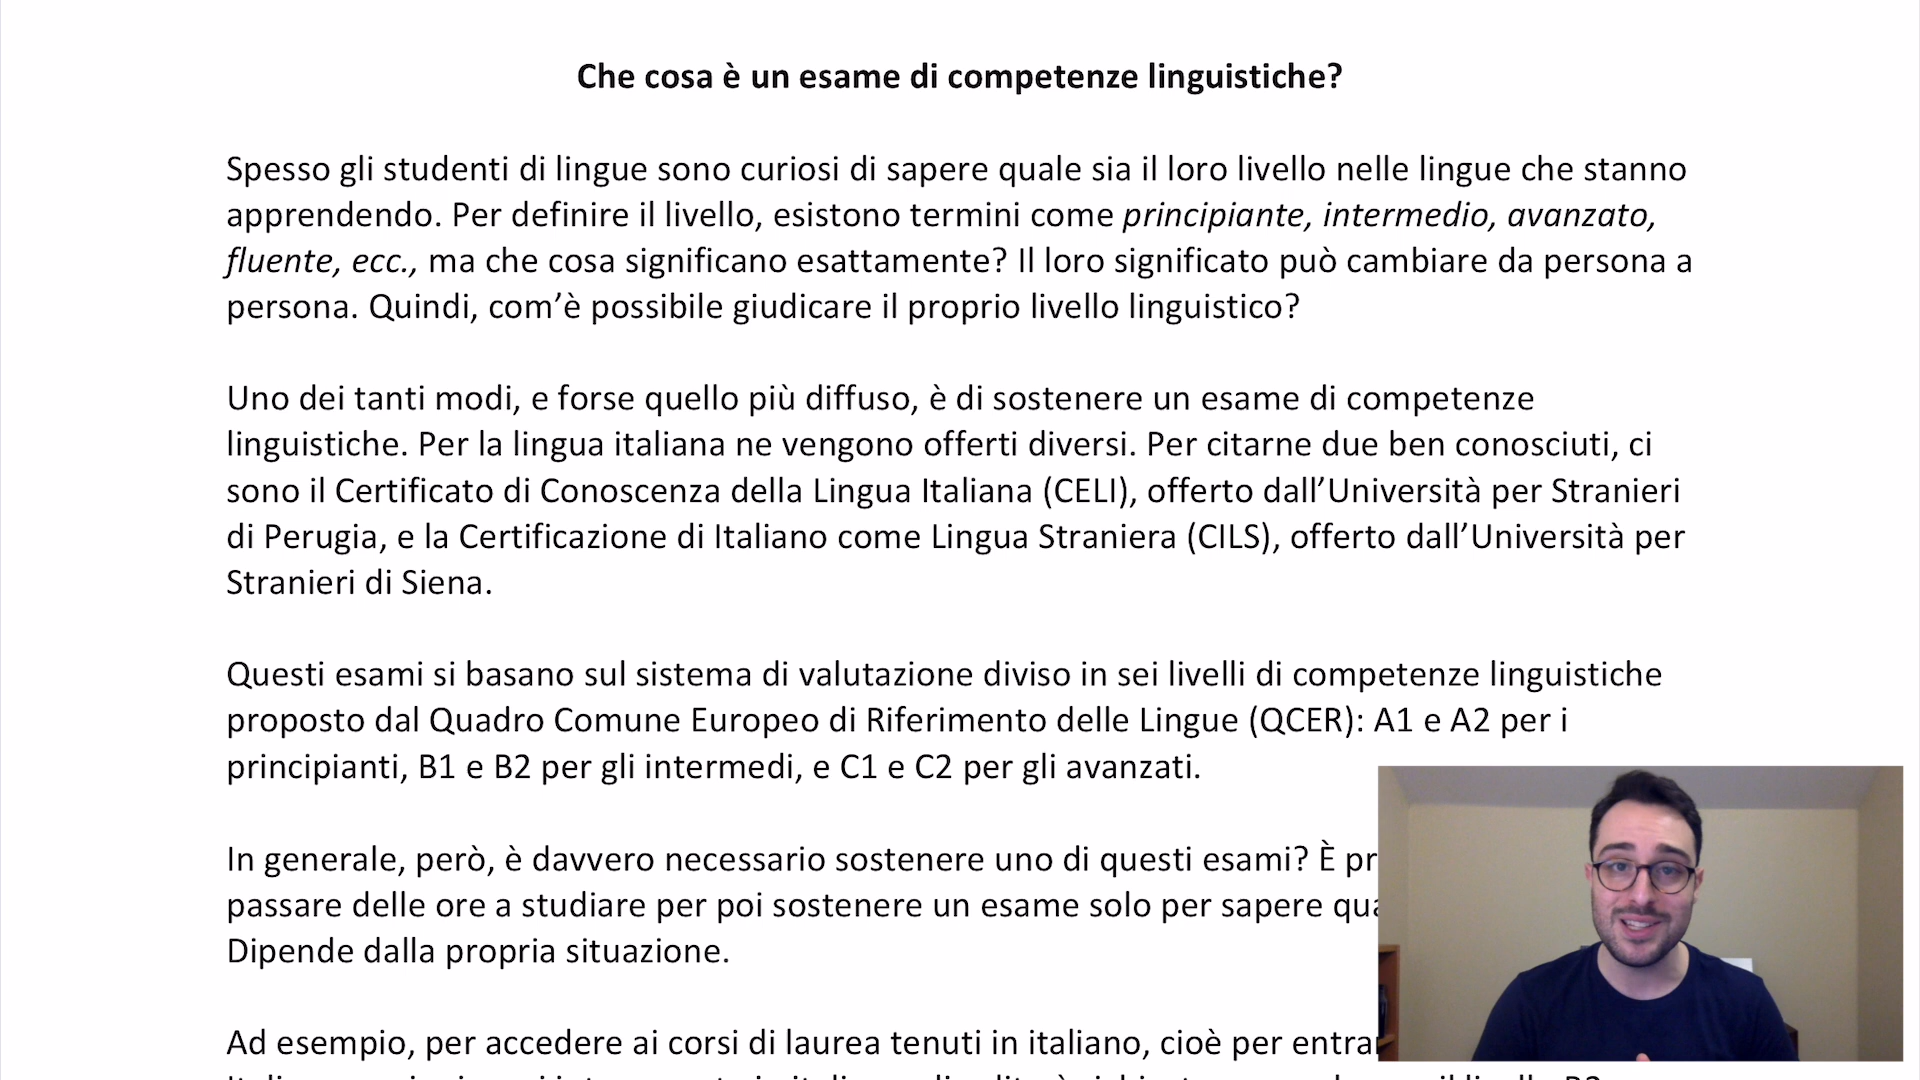 Che cosa è un esame di competenze linguistiche?
Spesso gli studenti di lingue sono curiosi di sapere quale sia il loro livello nelle lingue che stanno
apprendendo. Per definire il livello, esistono termini come principiante, intermedio, avanzato,
fluente, ecc., ma che cosa significano esattamente? Il loro significato può cambiare da persona a
persona. Quindi, com’è possibile giudicare il proprio livello linguistico?
Uno dei tanti modi, e forse quello più diffuso, è di sostenere un esame di competenze
linguistiche. Per la lingua italiana ne vengono offerti diversi. Per citarne due ben conosciuti, ci
sono il Certificato di Conoscenza della Lingua Italiana (CELI), offerto dall’Università per Stranieri
di Perugia, e la Certificazione di Italiano come Lingua Straniera (CILS), offerto dall’Università per
Stranieri di Siena.
Questi esami si basano sul sistema di valutazione diviso in sei livelli di competenze linguistiche
proposto dal Quadro Comune Europeo di Riferimento delle Lingue (QCER): A1 e A2 per i
principianti, B1 e B2 per gli intermedi, e C1 e C2 per gli avanzati.
In generale, però, è davvero necessario sostenere uno di questi esami? È
passare delle ore a studiare per poi sostenere un esame solo per sapere
Dipende dalla propria situazione.
Ad esempio, per accedere ai corsi di laurea tenuti in italiano, cioè per